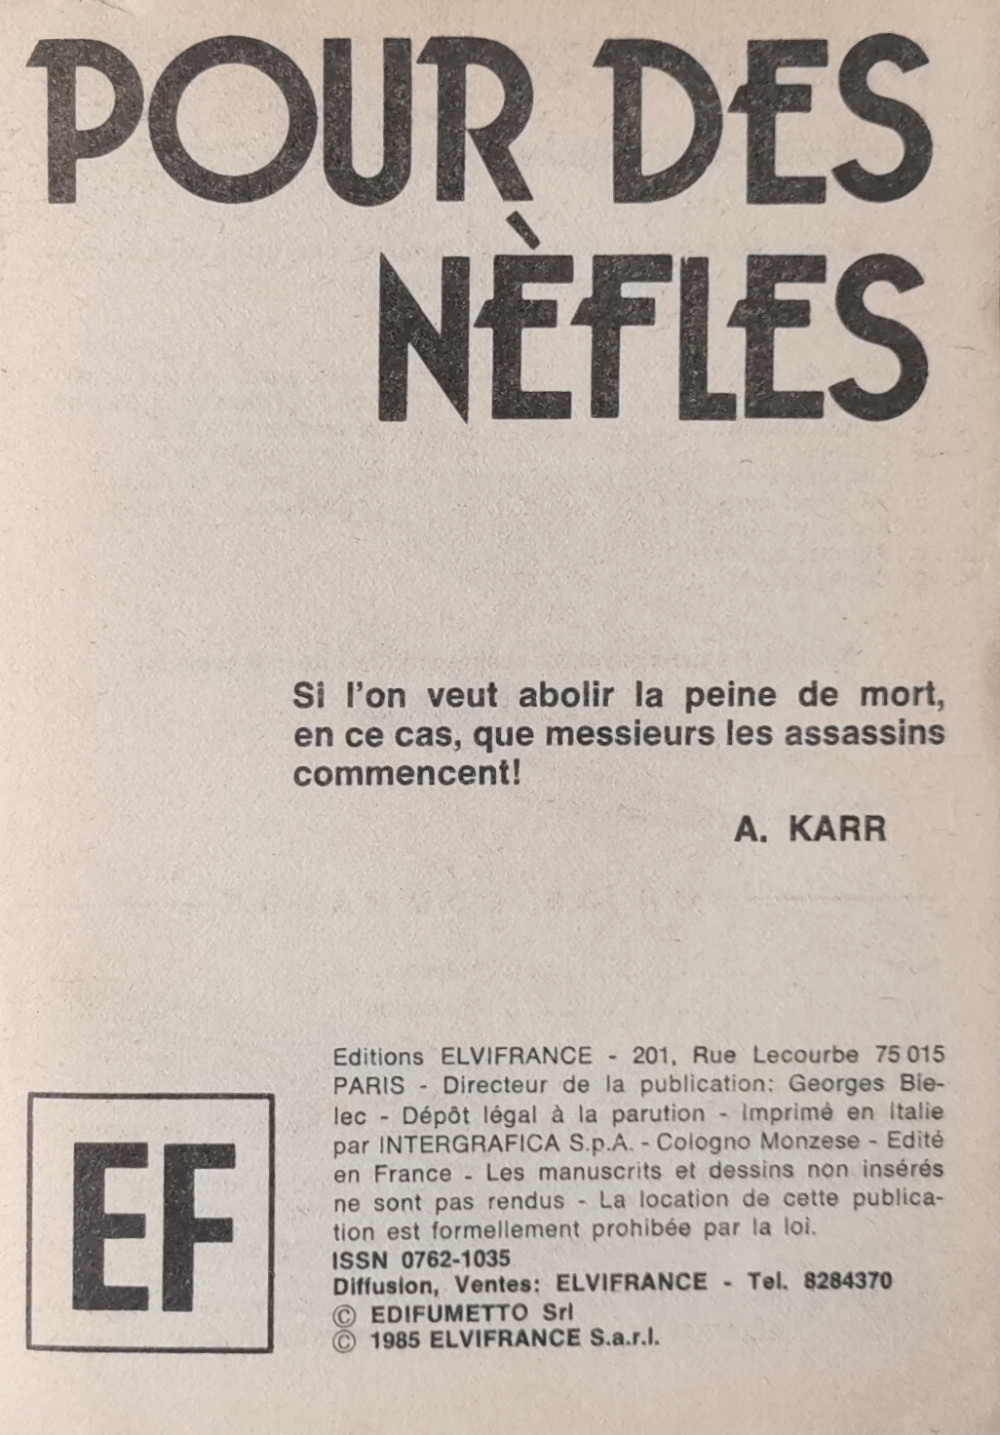 POUR DES
NÈFLES
Si l'on veut abolir la peine de mort,
en ce cas, que messieurs les assassins
commencent!
A. KARR
Editions ELVIFRANCE - 201, Rue Lecourbe 75 015
PARIS - Directeur de la publication: Georges Bie-
lec - Dépôt légal à la parution - Imprimé en Italie
par INTERGRAFICA S.p.A. - Cologno Monzese - Edité
en France - Les manuscrits et dessins non insérés
ne sont pas rendus - La location de cette publica-
tion est formellement prohibée par la loi.
ISSN 0762-1035
Diffusion, Ventes: ELVIFRANCE - Tel. 8284370
© EDIFUMETTO Srl
© 1985 ELVIFRANCE S.a.r.l.
EF